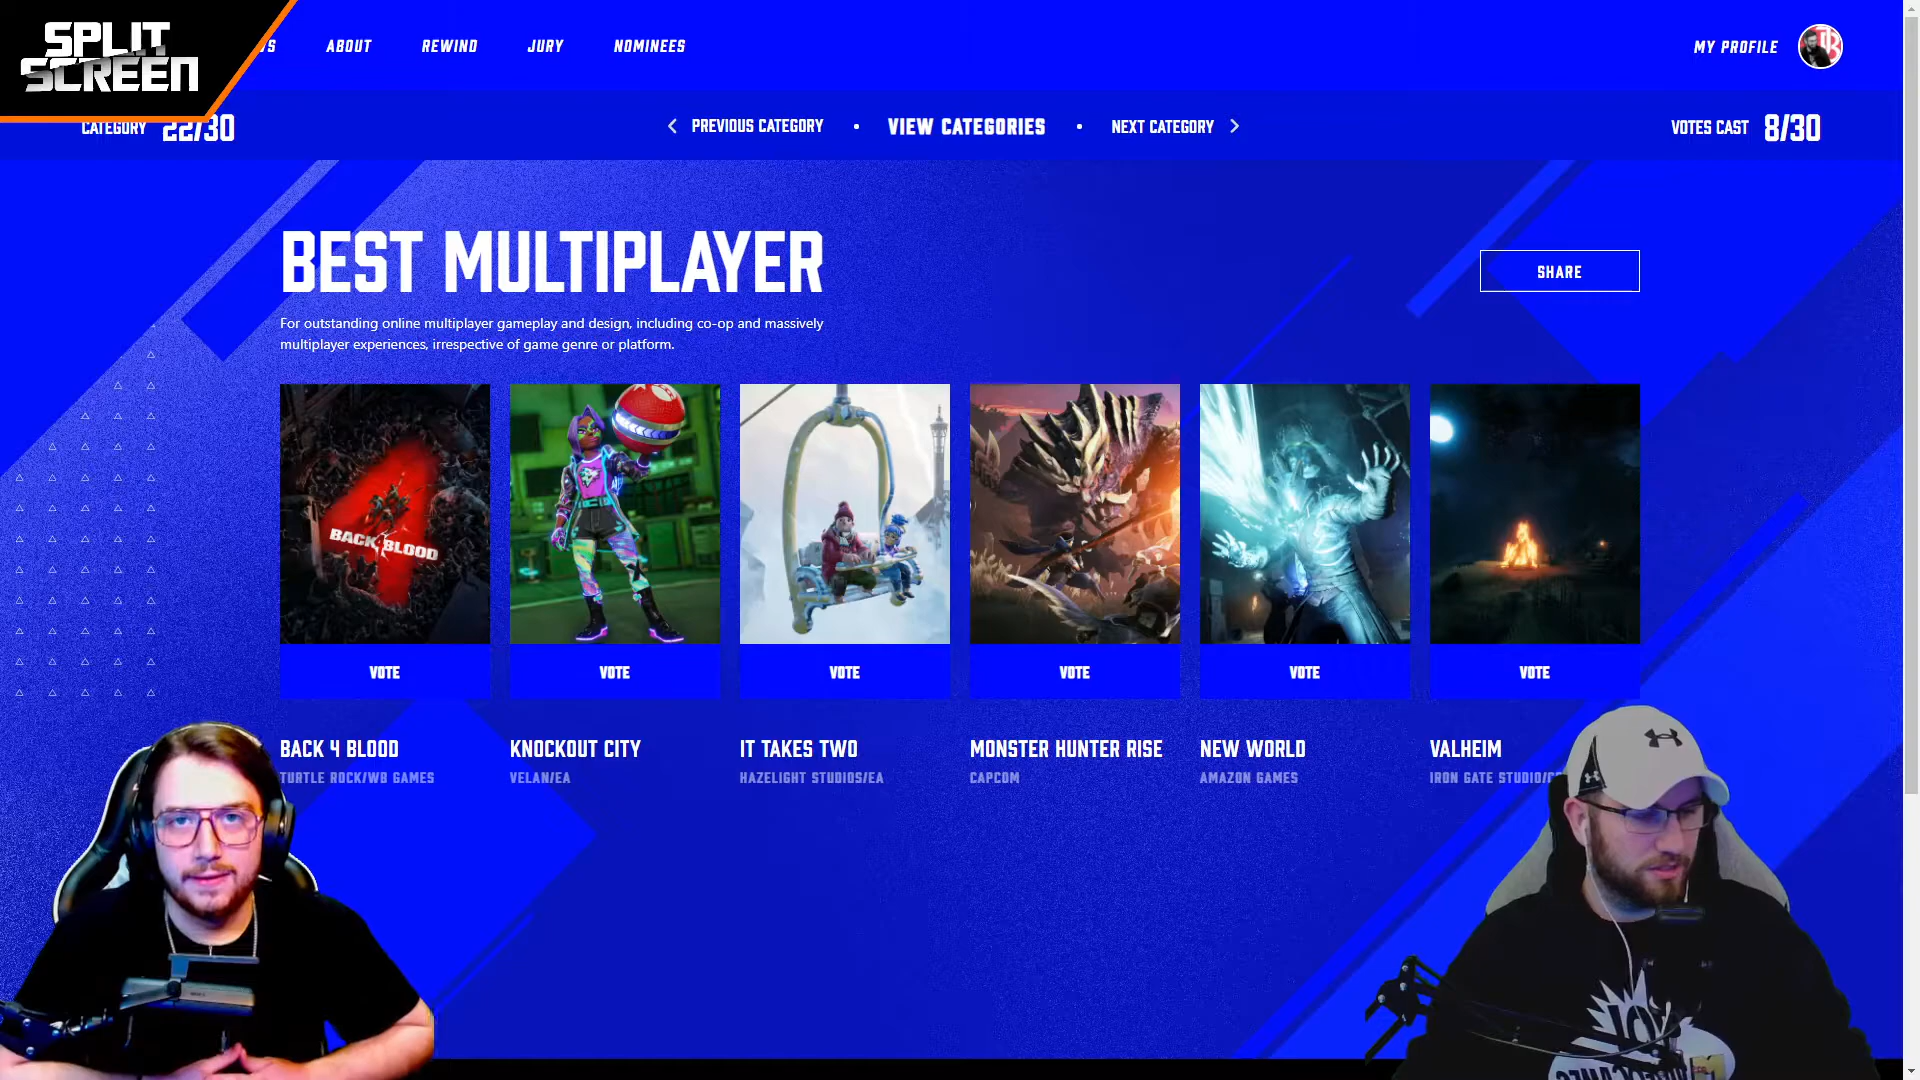 SPLIT
SCREEN
ABOUT
REWIND
JURY
NOMINEES
MY PROFILE
CATEGORY 22/30
PREVIOUS CATEGORY
VIEW CATEGORIES
NEXT CATEGORY
VOTES CAST 8/30
BEST MULTIPLAYER
SHARE
For outstanding online multiplayer gameplay and design, including co-op and massively
multiplayer experiences, irrespective of game genre or platform.
BACK 4 BLOOD
VOTE
VOTE
VOTE
VOTE
VOTE
VOTE
BACK 4 BLOOD
KNOCKOUT CITY
IT TAKES TWO
MONSTER HUNTER RISE
NEW WORLD
VALHEIM
TURTLE ROCK/WB GAMES
VELAN/EA
HAZELIGHT STUDIOS/EA
CAPCOM
AMAZON GAMES
IRON GATE STUDIO/